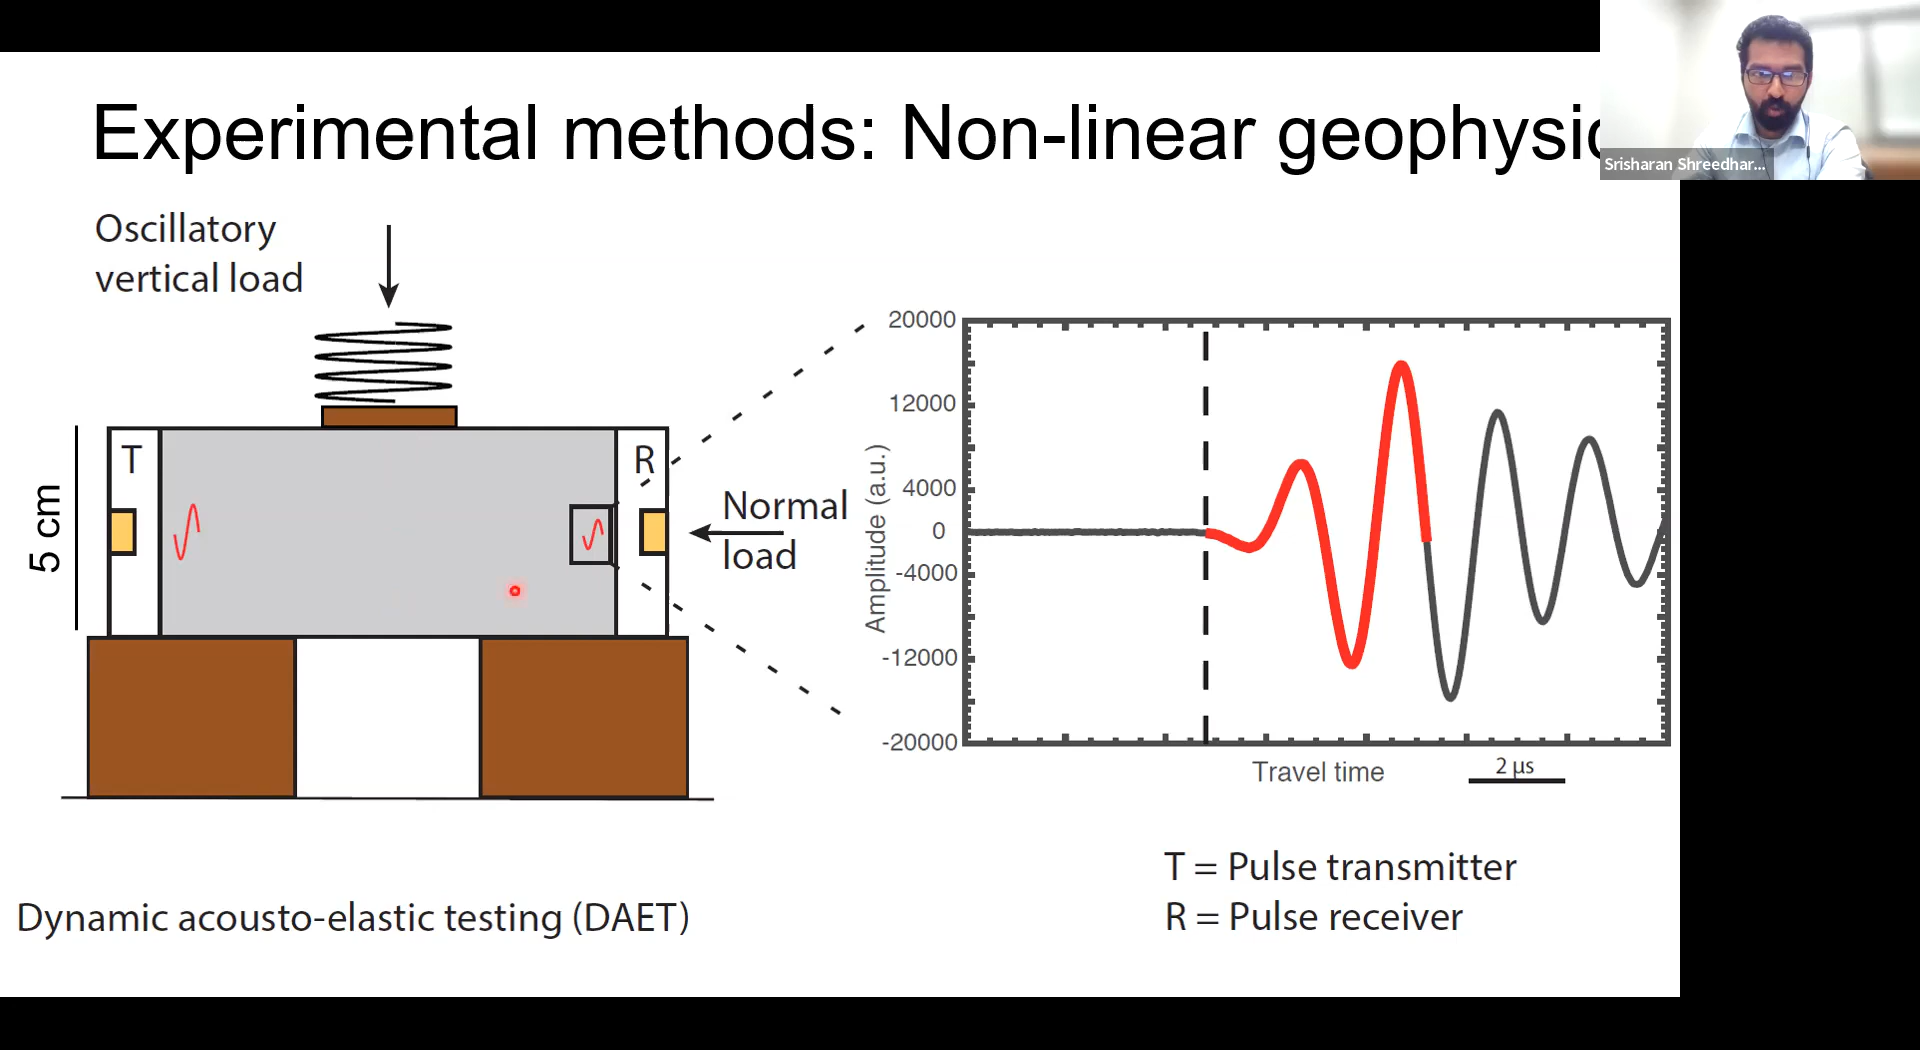 Experimental methods: Non-linear geophysic
Srisharan Shreedhar...
Oscillatory
vertical load
T
R
5 cm
Normal
load
20000
12000
4000
0
-4000
-12000
-20000
Amplitude (a.u.)
Travel time
2 µs
T = Pulse transmitter
R = Pulse receiver
Dynamic acousto-elastic testing (DAET)